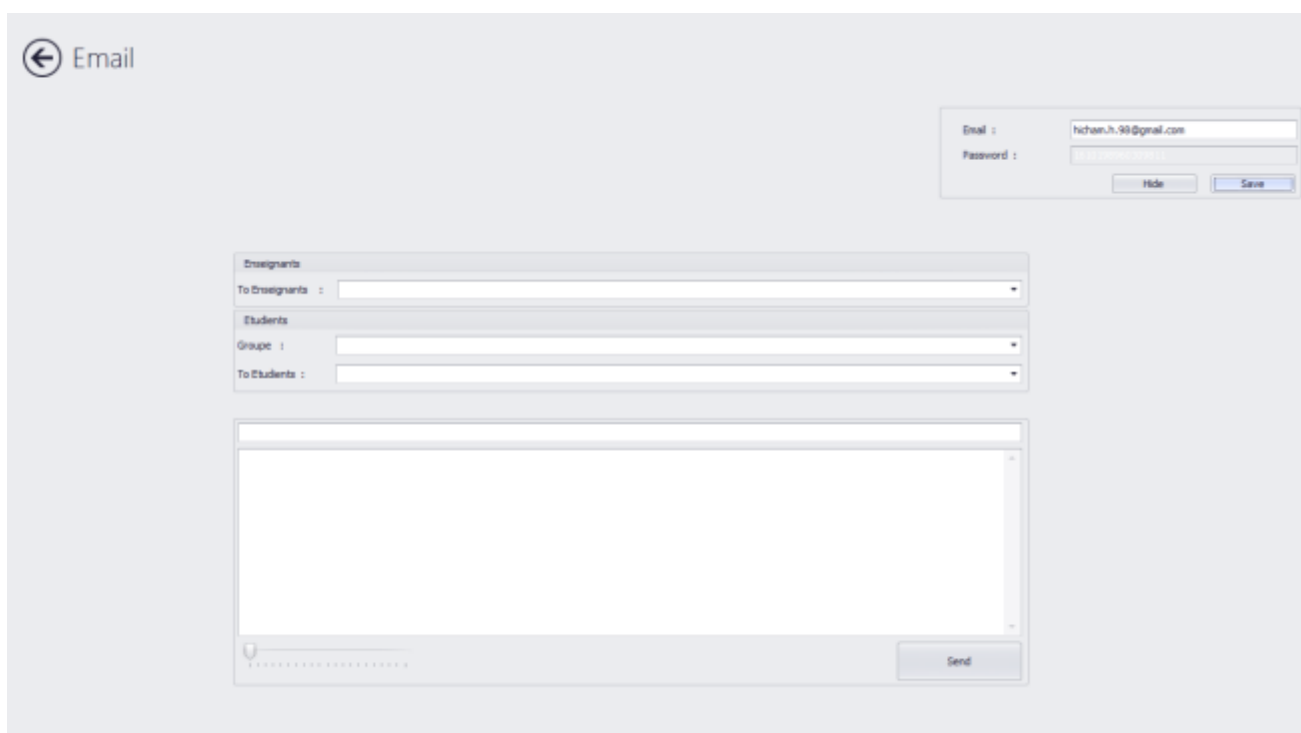 Email
Email :
hicham.h.98@gmail.com
Password :
Hide
Save
Enseignants
To Enseignants :
Etudients
Groupe :
To Etudients :
Send